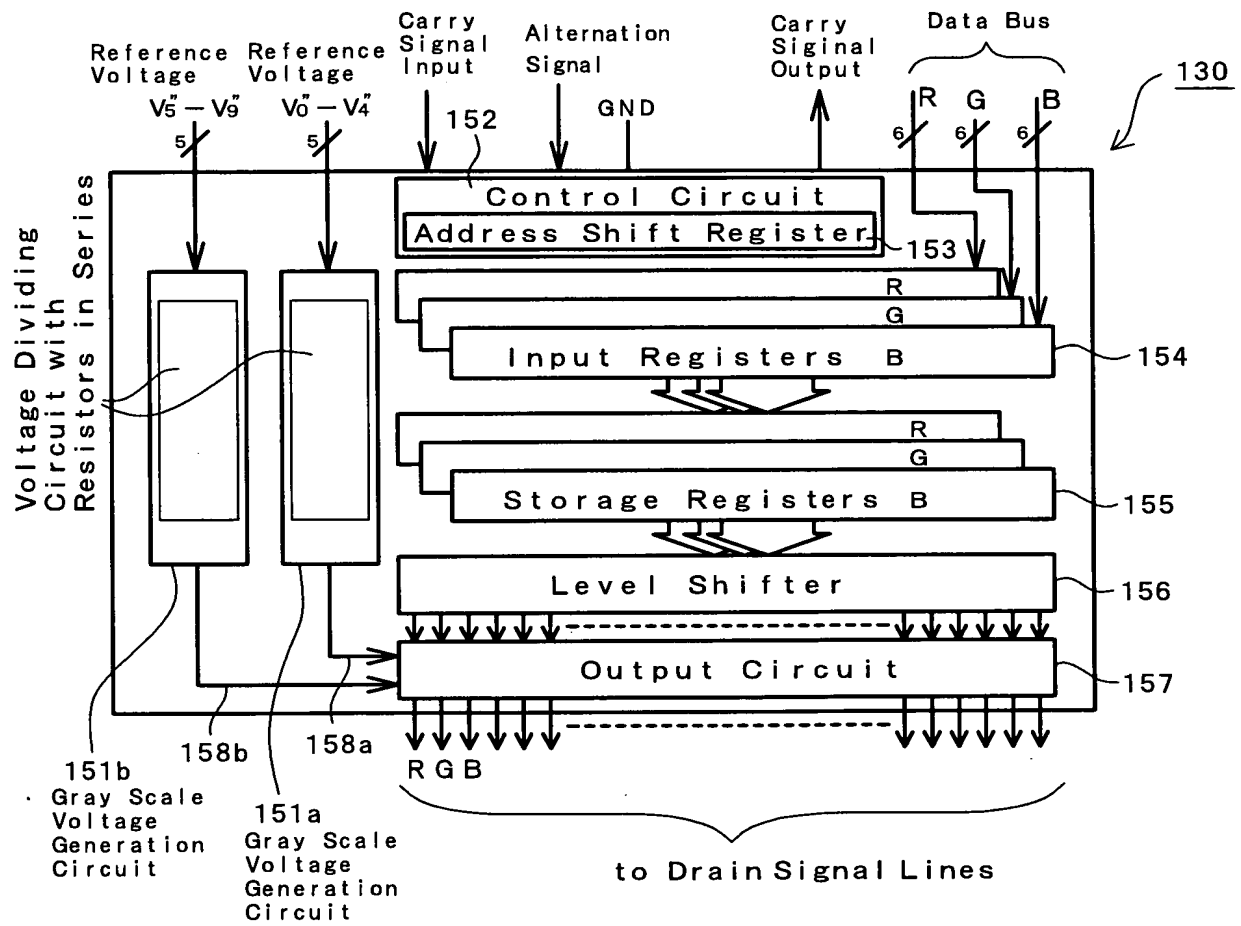 Reference
Voltage
V5"－V9"
5
Reference
Voltage
V0"－V4"
5
Carry
Signal
Input
Alternation
Signal
GND
Carry
Siginal
Output
Data Bus
R
G
B
6
6
6
130
152
Control Circuit
Address Shift Register
153
Voltage Dividing
Circuit with
Resistors in Series
R
G
Input Registers B
154
R
G
Storage Registers B
155
Level Shifter
156
Output Circuit
157
158b
158a
R G B
151b
Gray Scale
Voltage
Generation
Circuit
151a
Gray Scale
Voltage
Generation
Circuit
to Drain Signal Lines